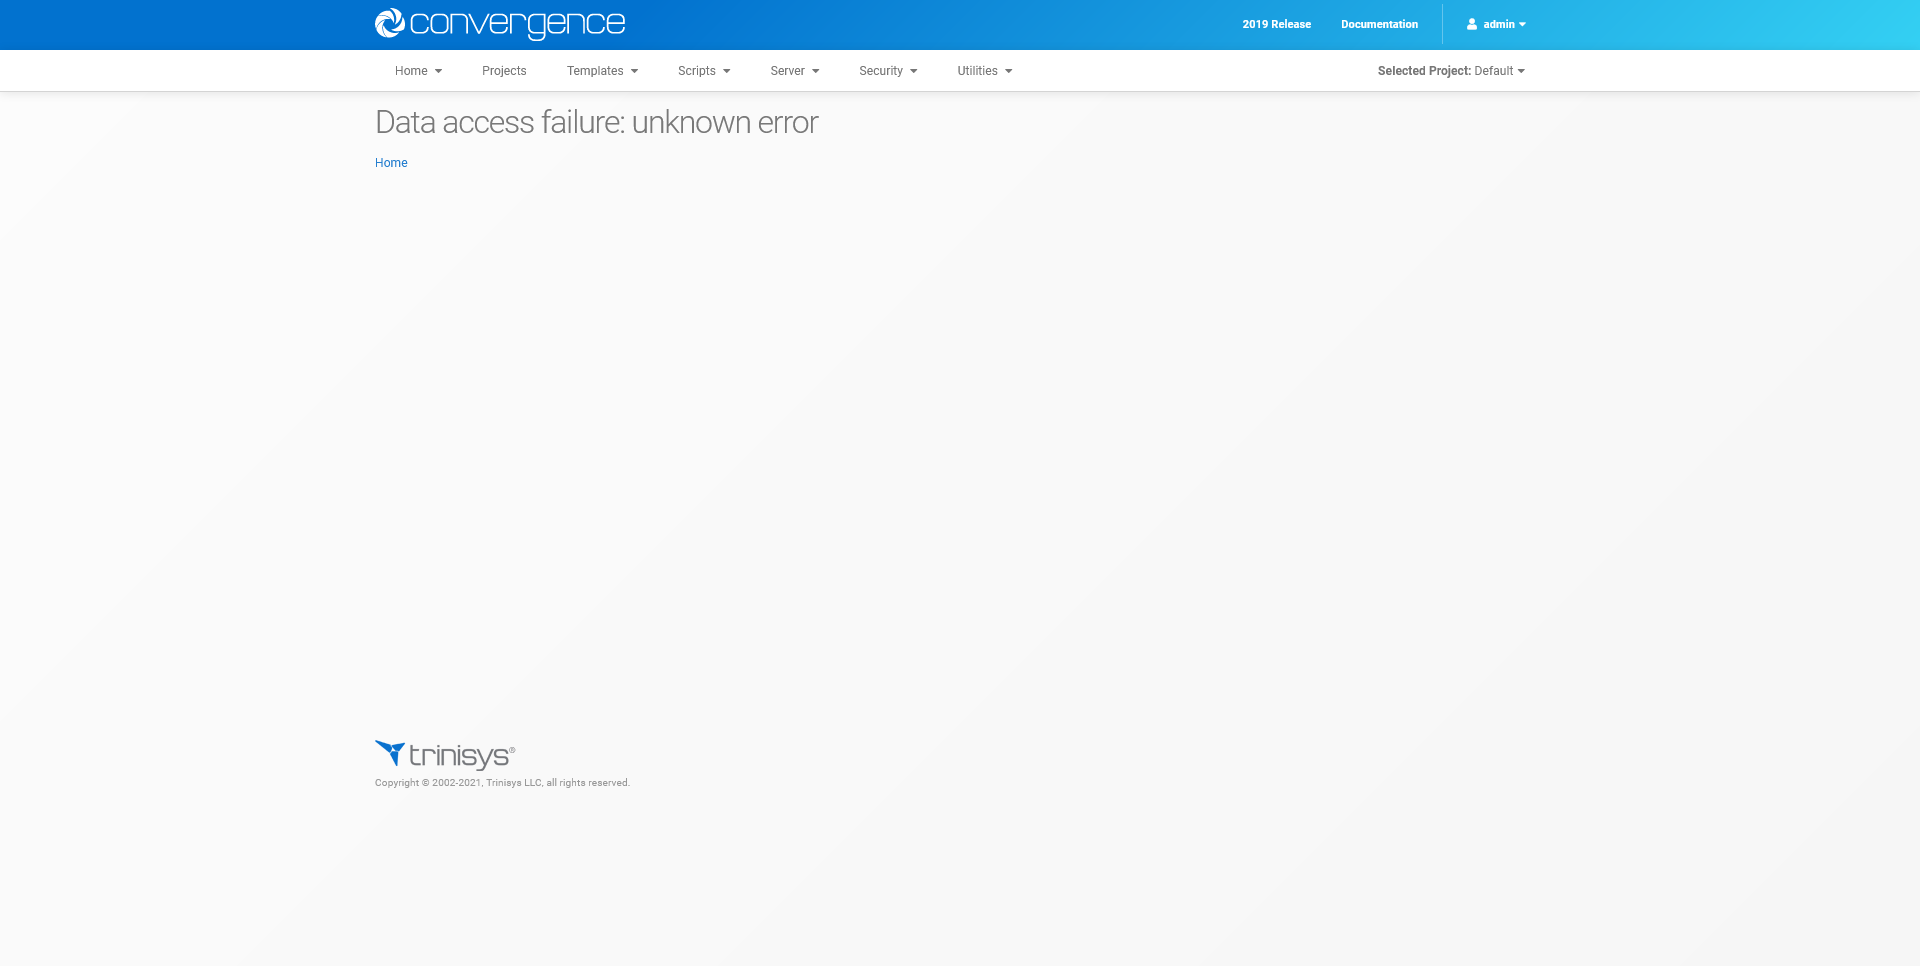 convergence
2019 Release Documentation admin
Home Projects Templates Scripts Server Security Utilities Selected Project: Default
Data access failure: unknown error
Home
trinisys®
Copyright © 2002-2021, Trinisys LLC, all rights reserved.